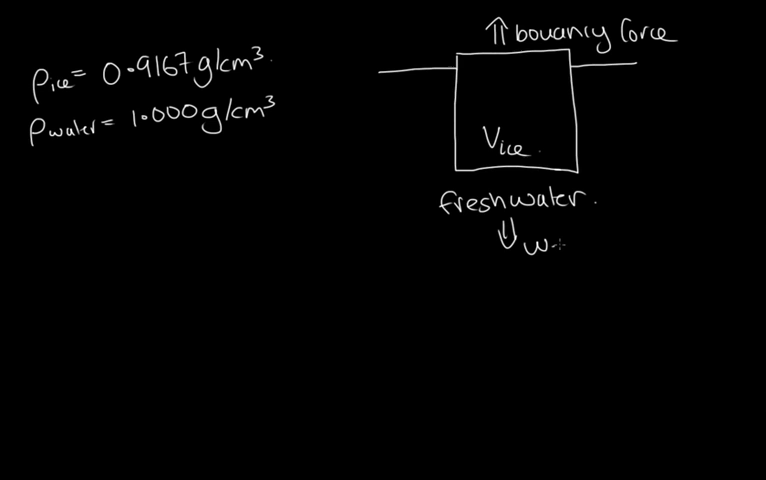 ⇑ bouancy force
ρice = 0.9167 g/cm³
ρwater = 1.000 g/cm³
Vice
freshwater.
⇓ w